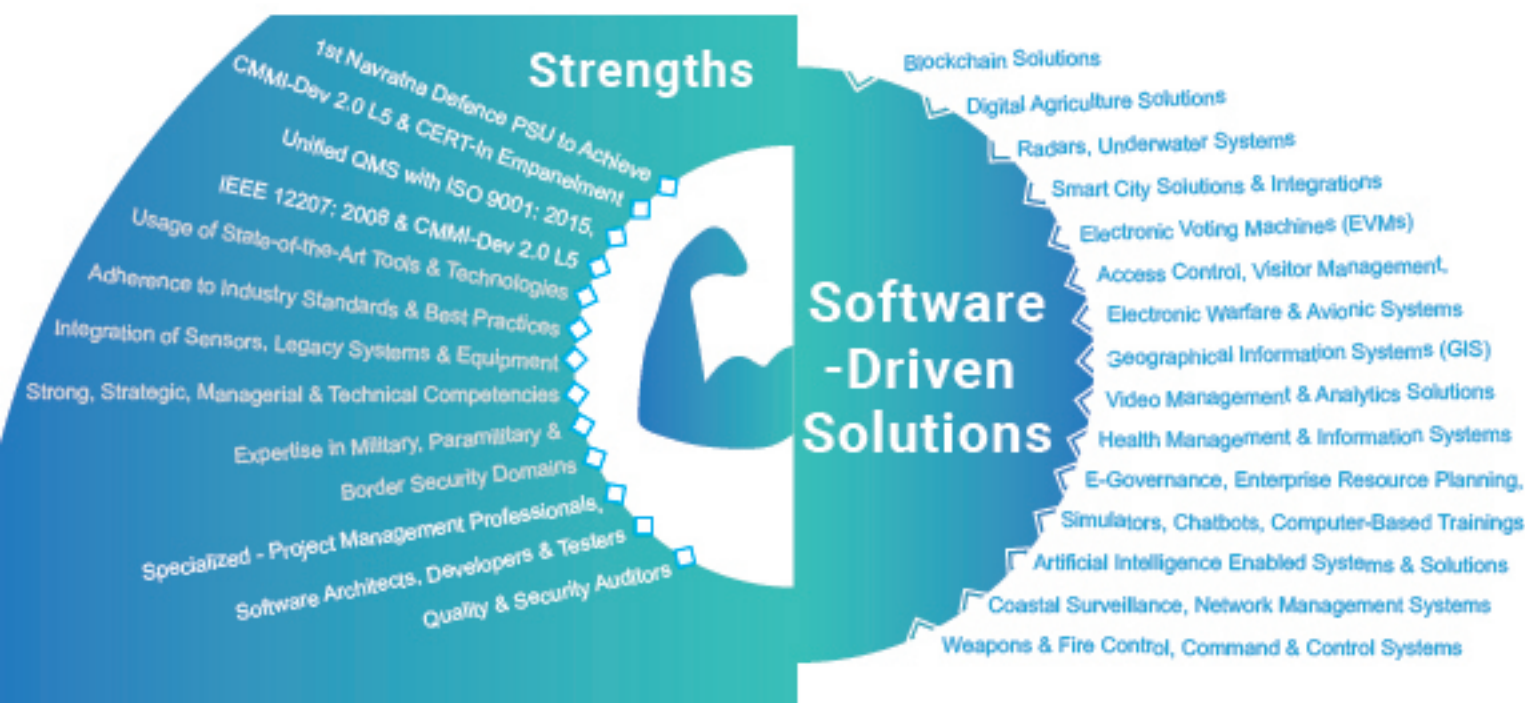 Strengths
1st Navratna Defence PSU to Achieve
CMMI-Dev 2.0 L5 & CERT-In Empanelment
Unified QMS with ISO 9001: 2015,
IEEE 12207: 2008 & CMMI-Dev 2.0 L5
Usage of State-of-the-Art Tools & Technologies
Adherence to Industry Standards & Best Practices
Integration of Sensors, Legacy Systems & Equipment
Strong, Strategic, Managerial & Technical Competencies
Expertise in Military, Paramilitary &
Border Security Domains
Specialized - Project Management Professionals,
Software Architects, Developers & Testers
Quality & Security Auditors
Software
-Driven
Solutions
Blockchain Solutions
Digital Agriculture Solutions
Radars, Underwater Systems
Smart City Solutions & Integrations
Electronic Voting Machines (EVMs)
Access Control, Visitor Management,
Electronic Warfare & Avionic Systems
Geographical Information Systems (GIS)
Video Management & Analytics Solutions
Health Management & Information Systems
E-Governance, Enterprise Resource Planning,
Simulators, Chatbots, Computer-Based Trainings
Artificial Intelligence Enabled Systems & Solutions
Coastal Surveillance, Network Management Systems
Weapons & Fire Control, Command & Control Systems